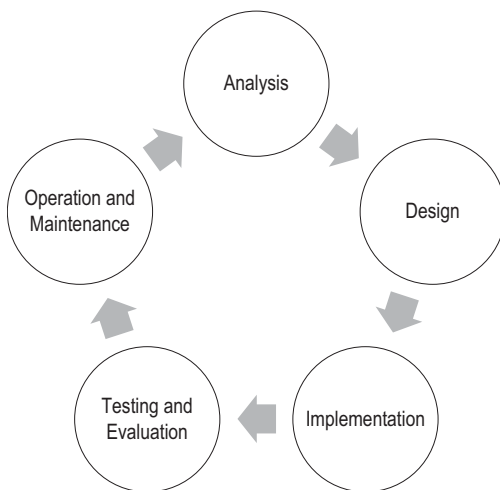 Analysis
Design
Implementation
Testing and
Evaluation
Operation and
Maintenance